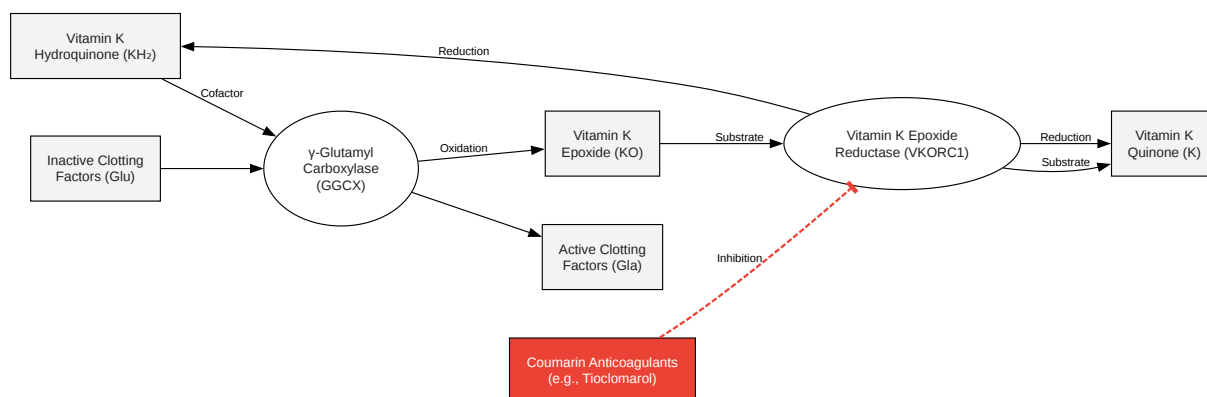 Vitamin K
Hydroquinone (KH₂)
Reduction
Cofactor
Inactive Clotting
Factors (Glu)
γ-Glutamyl
Carboxylase
(GGCX)
Oxidation
Vitamin K
Epoxide (KO)
Substrate
Vitamin K Epoxide
Reductase (VKORC1)
Reduction
Substrate
Vitamin K
Quinone (K)
Active Clotting
Factors (Gla)
Inhibition
Coumarin Anticoagulants
(e.g., Tioclomarol)